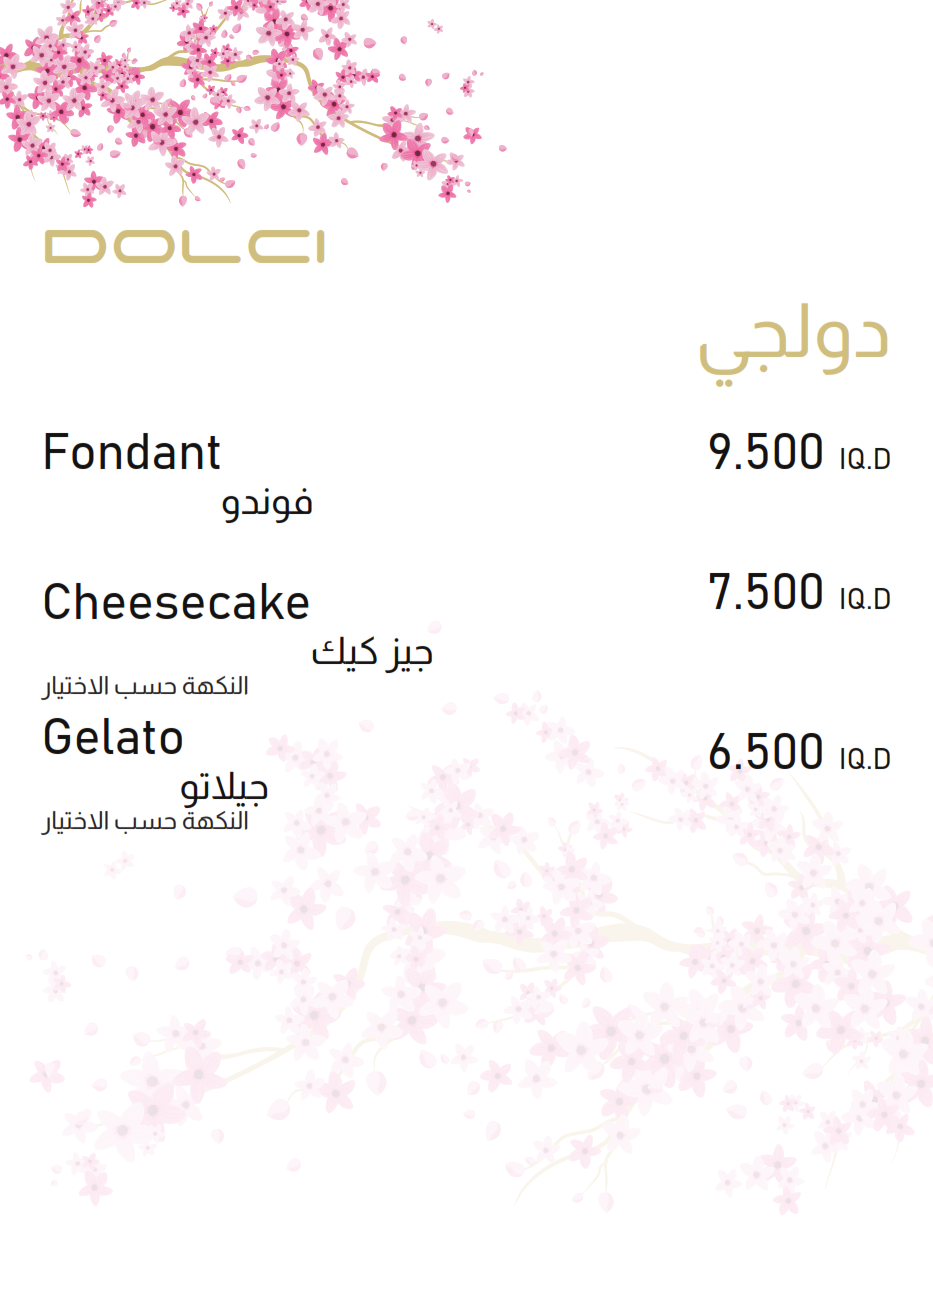 DOLCI
دولجي
Fondant 9.500 IQ.D
فوندو
Cheesecake 7.500 IQ.D
جيز كيك
النكهة حسب الاختيار
Gelato 6.500 IQ.D
جيلاتو
النكهة حسب الاختيار